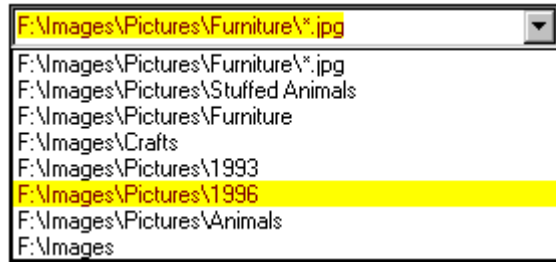 F:\Images\Pictures\Furniture\*.jpg
F:\Images\Pictures\Furniture\*.jpg
F:\Images\Pictures\Stuffed Animals
F:\Images\Pictures\Furniture
F:\Images\Crafts
F:\Images\Pictures\1993
F:\Images\Pictures\1996
F:\Images\Pictures\Animals
F:\Images